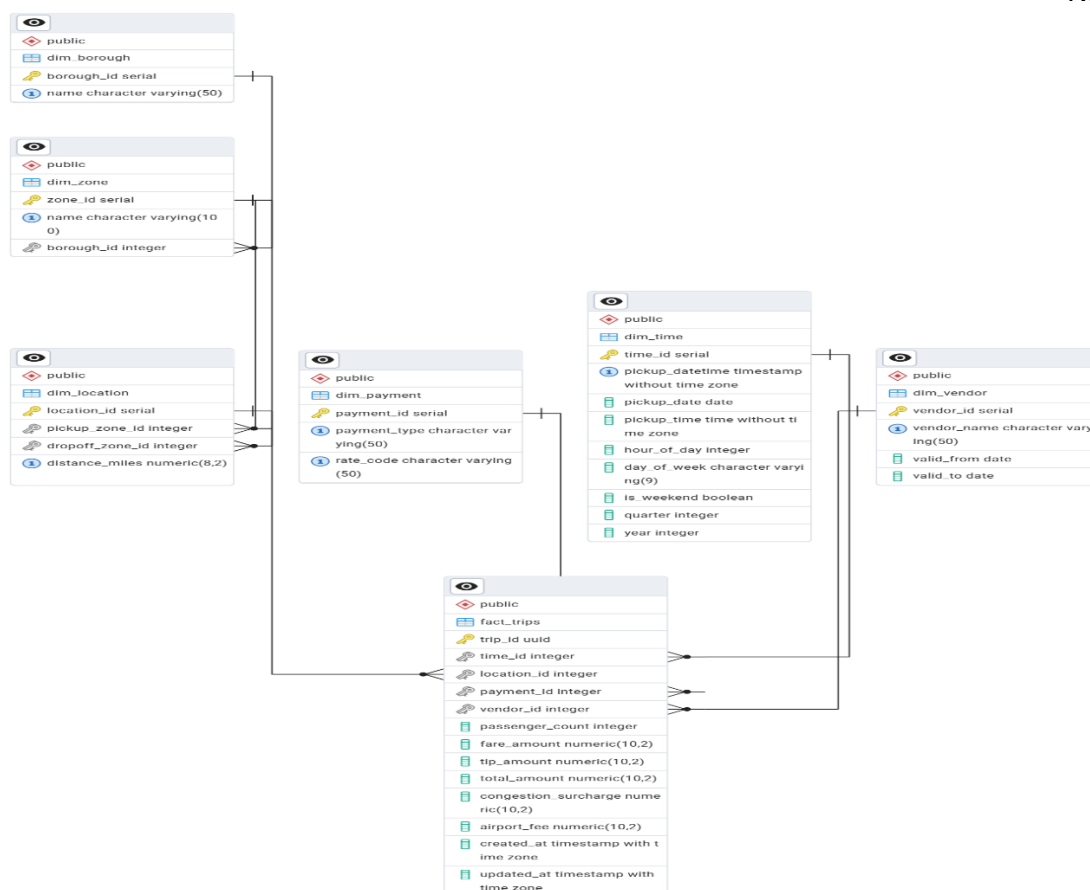 public
dim_borough
borough_id serial
name character varying(50)
public
dim_zone
zone_id serial
name character varying(10
0)
borough_id integer
public
dim_location
location_id serial
pickup_zone_id integer
dropoff_zone_id integer
distance_miles numeric(8,2)
public
dim_payment
payment_id serial
payment_type character var
ying(50)
rate_code character varying
(50)
public
dim_time
time_id serial
pickup_datetime timestamp
without time zone
pickup_date date
pickup_time time without ti
me zone
hour_of_day integer
day_of_week character varyi
ng(9)
is_weekend boolean
quarter integer
year integer
public
dim_vendor
vendor_id serial
vendor_name character vary
ing(50)
valid_from date
valid_to date
public
fact_trips
trip_id uuid
time_id integer
location_id integer
payment_id integer
vendor_id integer
passenger_count integer
fare_amount numeric(10,2)
tip_amount numeric(10,2)
total_amount numeric(10,2)
congestion_surcharge nume
ric(10,2)
airport_fee numeric(10,2)
created_at timestamp with t
ime zone
updated_at timestamp with
time zone